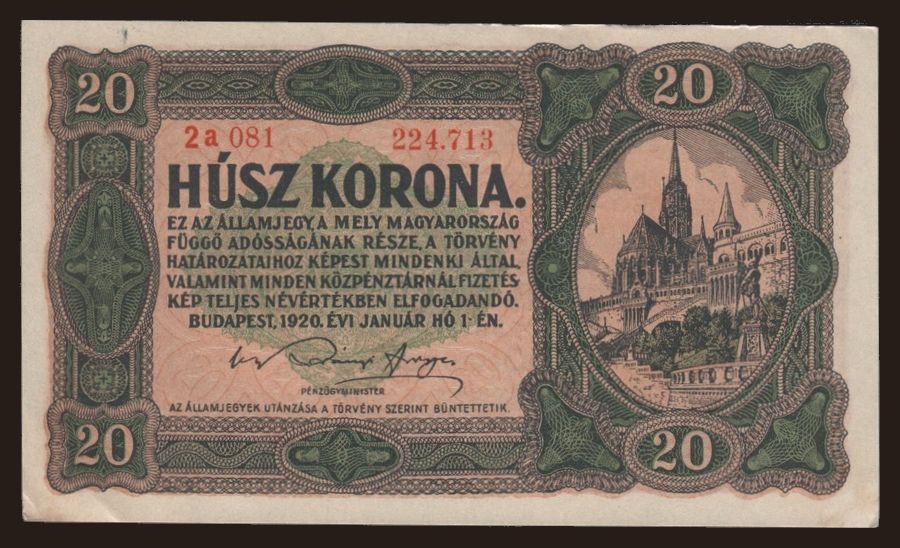 20 20
2a 081 224.713
HÚSZ KORONA.
EZ AZ ÁLLAMJEGY, A MELY MAGYARORSZÁG
FÜGGŐ ADÓSSÁGÁNAK RÉSZE, A TÖRVÉNY
HATÁROZATAIHOZ KÉPEST MINDENKI ÁLTAL,
VALAMINT MINDEN KÖZPÉNZTÁRNÁL FIZETÉS-
KÉP TELJES NÉVÉRTÉKBEN ELFOGADANDÓ.
BUDAPEST, 1920. ÉVI JANUÁR HÓ 1-ÉN.
PÉNZÜGYMINISTER
AZ ÁLLAMJEGYEK UTÁNZÁSA A TÖRVÉNY SZERINT BÜNTETTETIK.
20 20